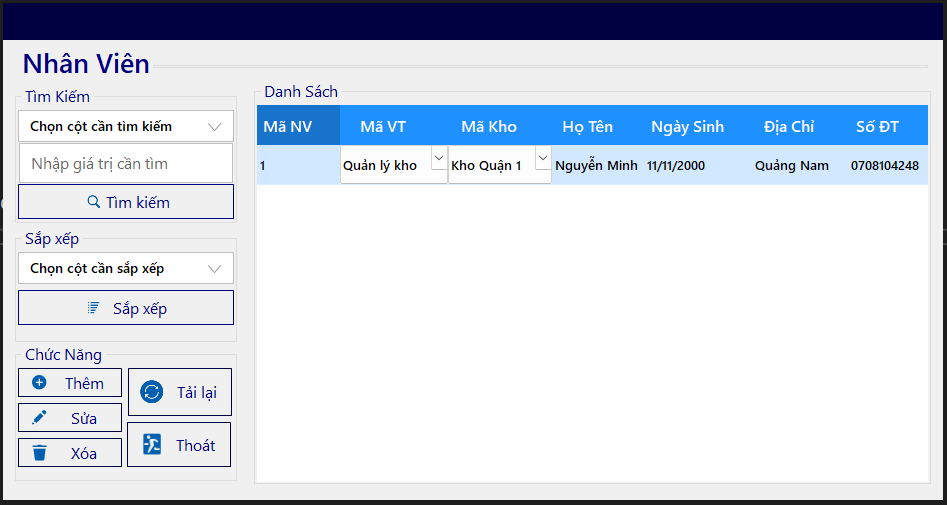 Nhân Viên
Tìm Kiếm
Chọn cột cần tìm kiếm
Nhập giá trị cần tìm
Tìm kiếm
Sắp xếp
Chọn cột cần sắp xếp
Sắp xếp
Chức Năng
Thêm
Sửa
Xóa
Tải lại
Thoát
Danh Sách
Mã NV Mã VT Mã Kho Họ Tên Ngày Sinh Địa Chỉ Số ĐT
1 Quản lý kho Kho Quận 1 Nguyễn Minh 11/11/2000 Quảng Nam 0708104248